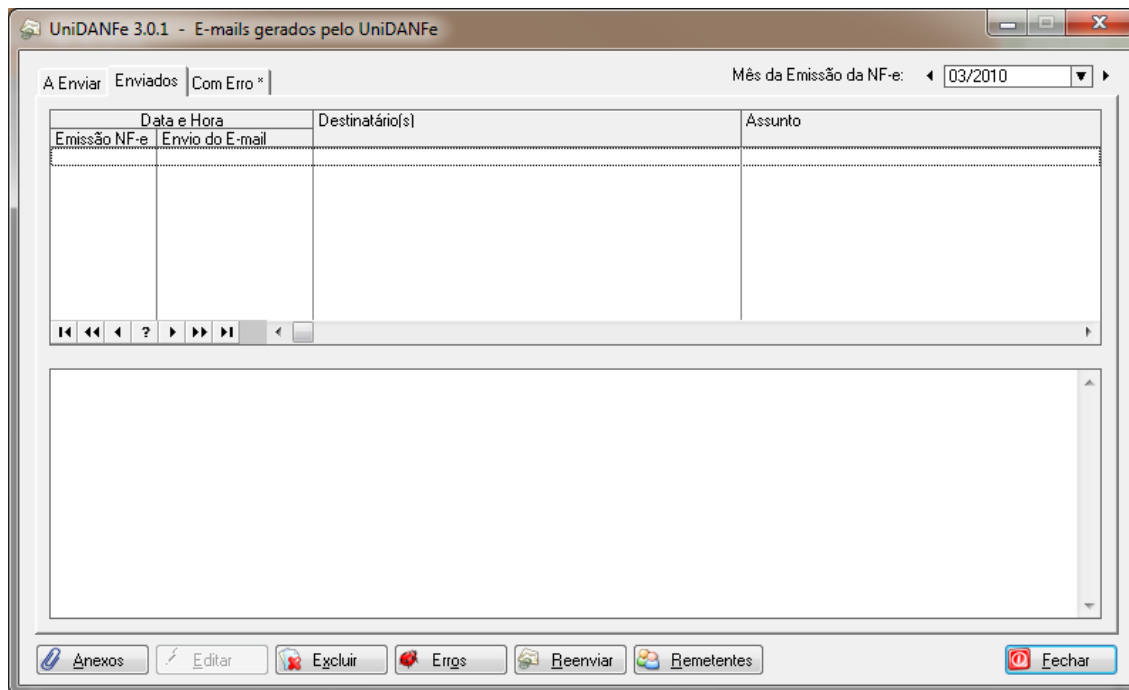 UniDANFe 3.0.1 - E-mails gerados pelo UniDANFe
A Enviar Enviados Com Erro * Mês da Emissão da NF-e: 03/2010
Data e Hora Destinatário(s) Assunto
Emissão NF-e Envio do E-mail
?
Anexos Editar Excluir Erros Reenviar Remetentes Fechar